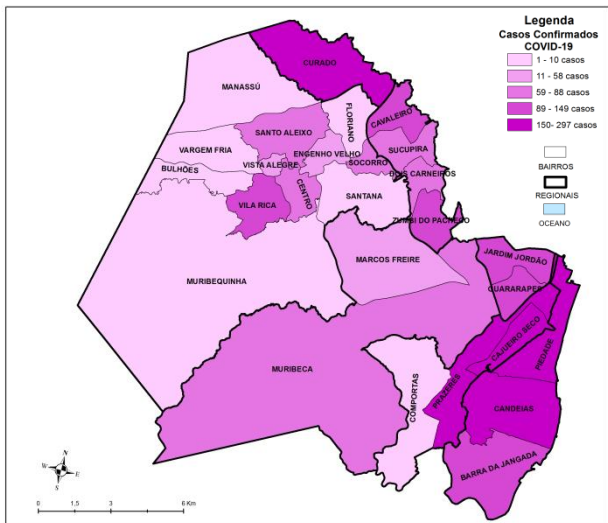 Legenda
Casos Confirmados
COVID-19
1 - 10 casos
11 - 58 casos
59 - 88 casos
89 - 149 casos
150- 297 casos
BAIRROS
REGIONAIS
OCEANO
CURADO
MANASSÚ
FLORIANO
CAVALEIRO
SANTO ALEIXO
SUCUPIRA
VARGEM FRIA
ENGENHO VELHO
VISTA ALEGRE
SOCORRO
DOIS CARNEIROS
BULHÕES
CENTRO
SANTANA
VILA RICA
ZUMBI DO PACHECO
MARCOS FREIRE
JARDIM JORDÃO
MURIBEQUINHA
GUARARAPES
CAJUEIRO SECO
PIEDADE
MURIBECA
COMPORTAS
PRAZERES
CANDEIAS
BARRA DA JANGADA
N
W
E
S
0 1,5 3 6 Km